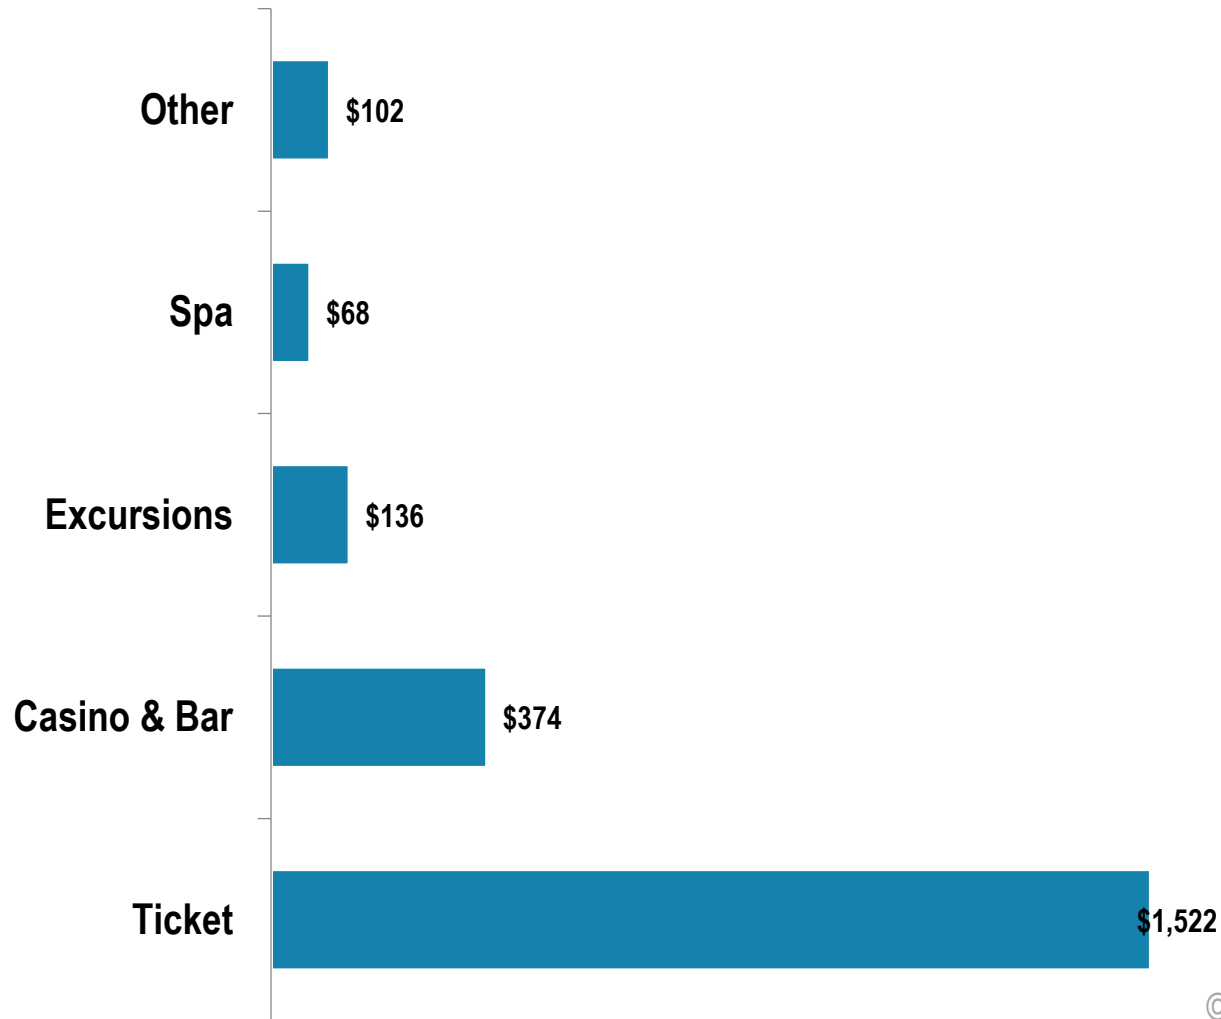 Other $102
Spa $68
Excursions $136
Casino & Bar $374
Ticket $1,522
©